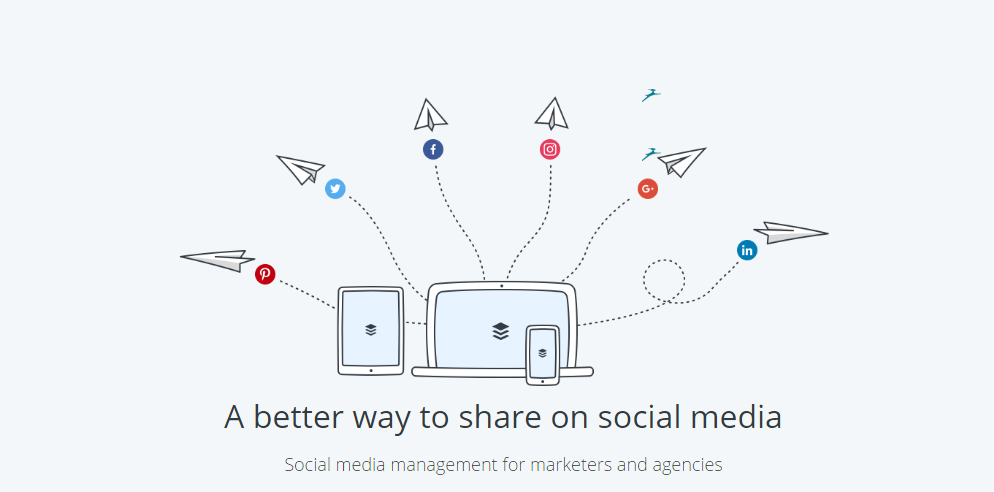 A better way to share on social media
Social media management for marketers and agencies